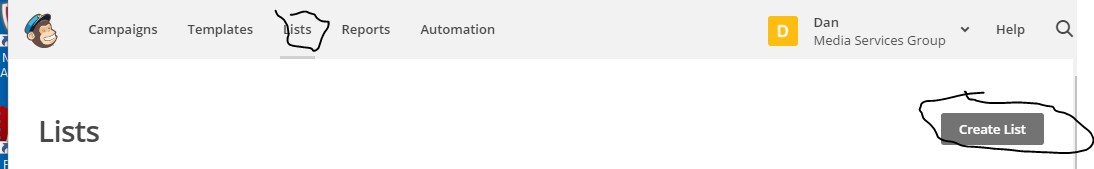 Campaigns Templates Lists Reports Automation
D
Dan
Media Services Group
Help
Lists
Create List